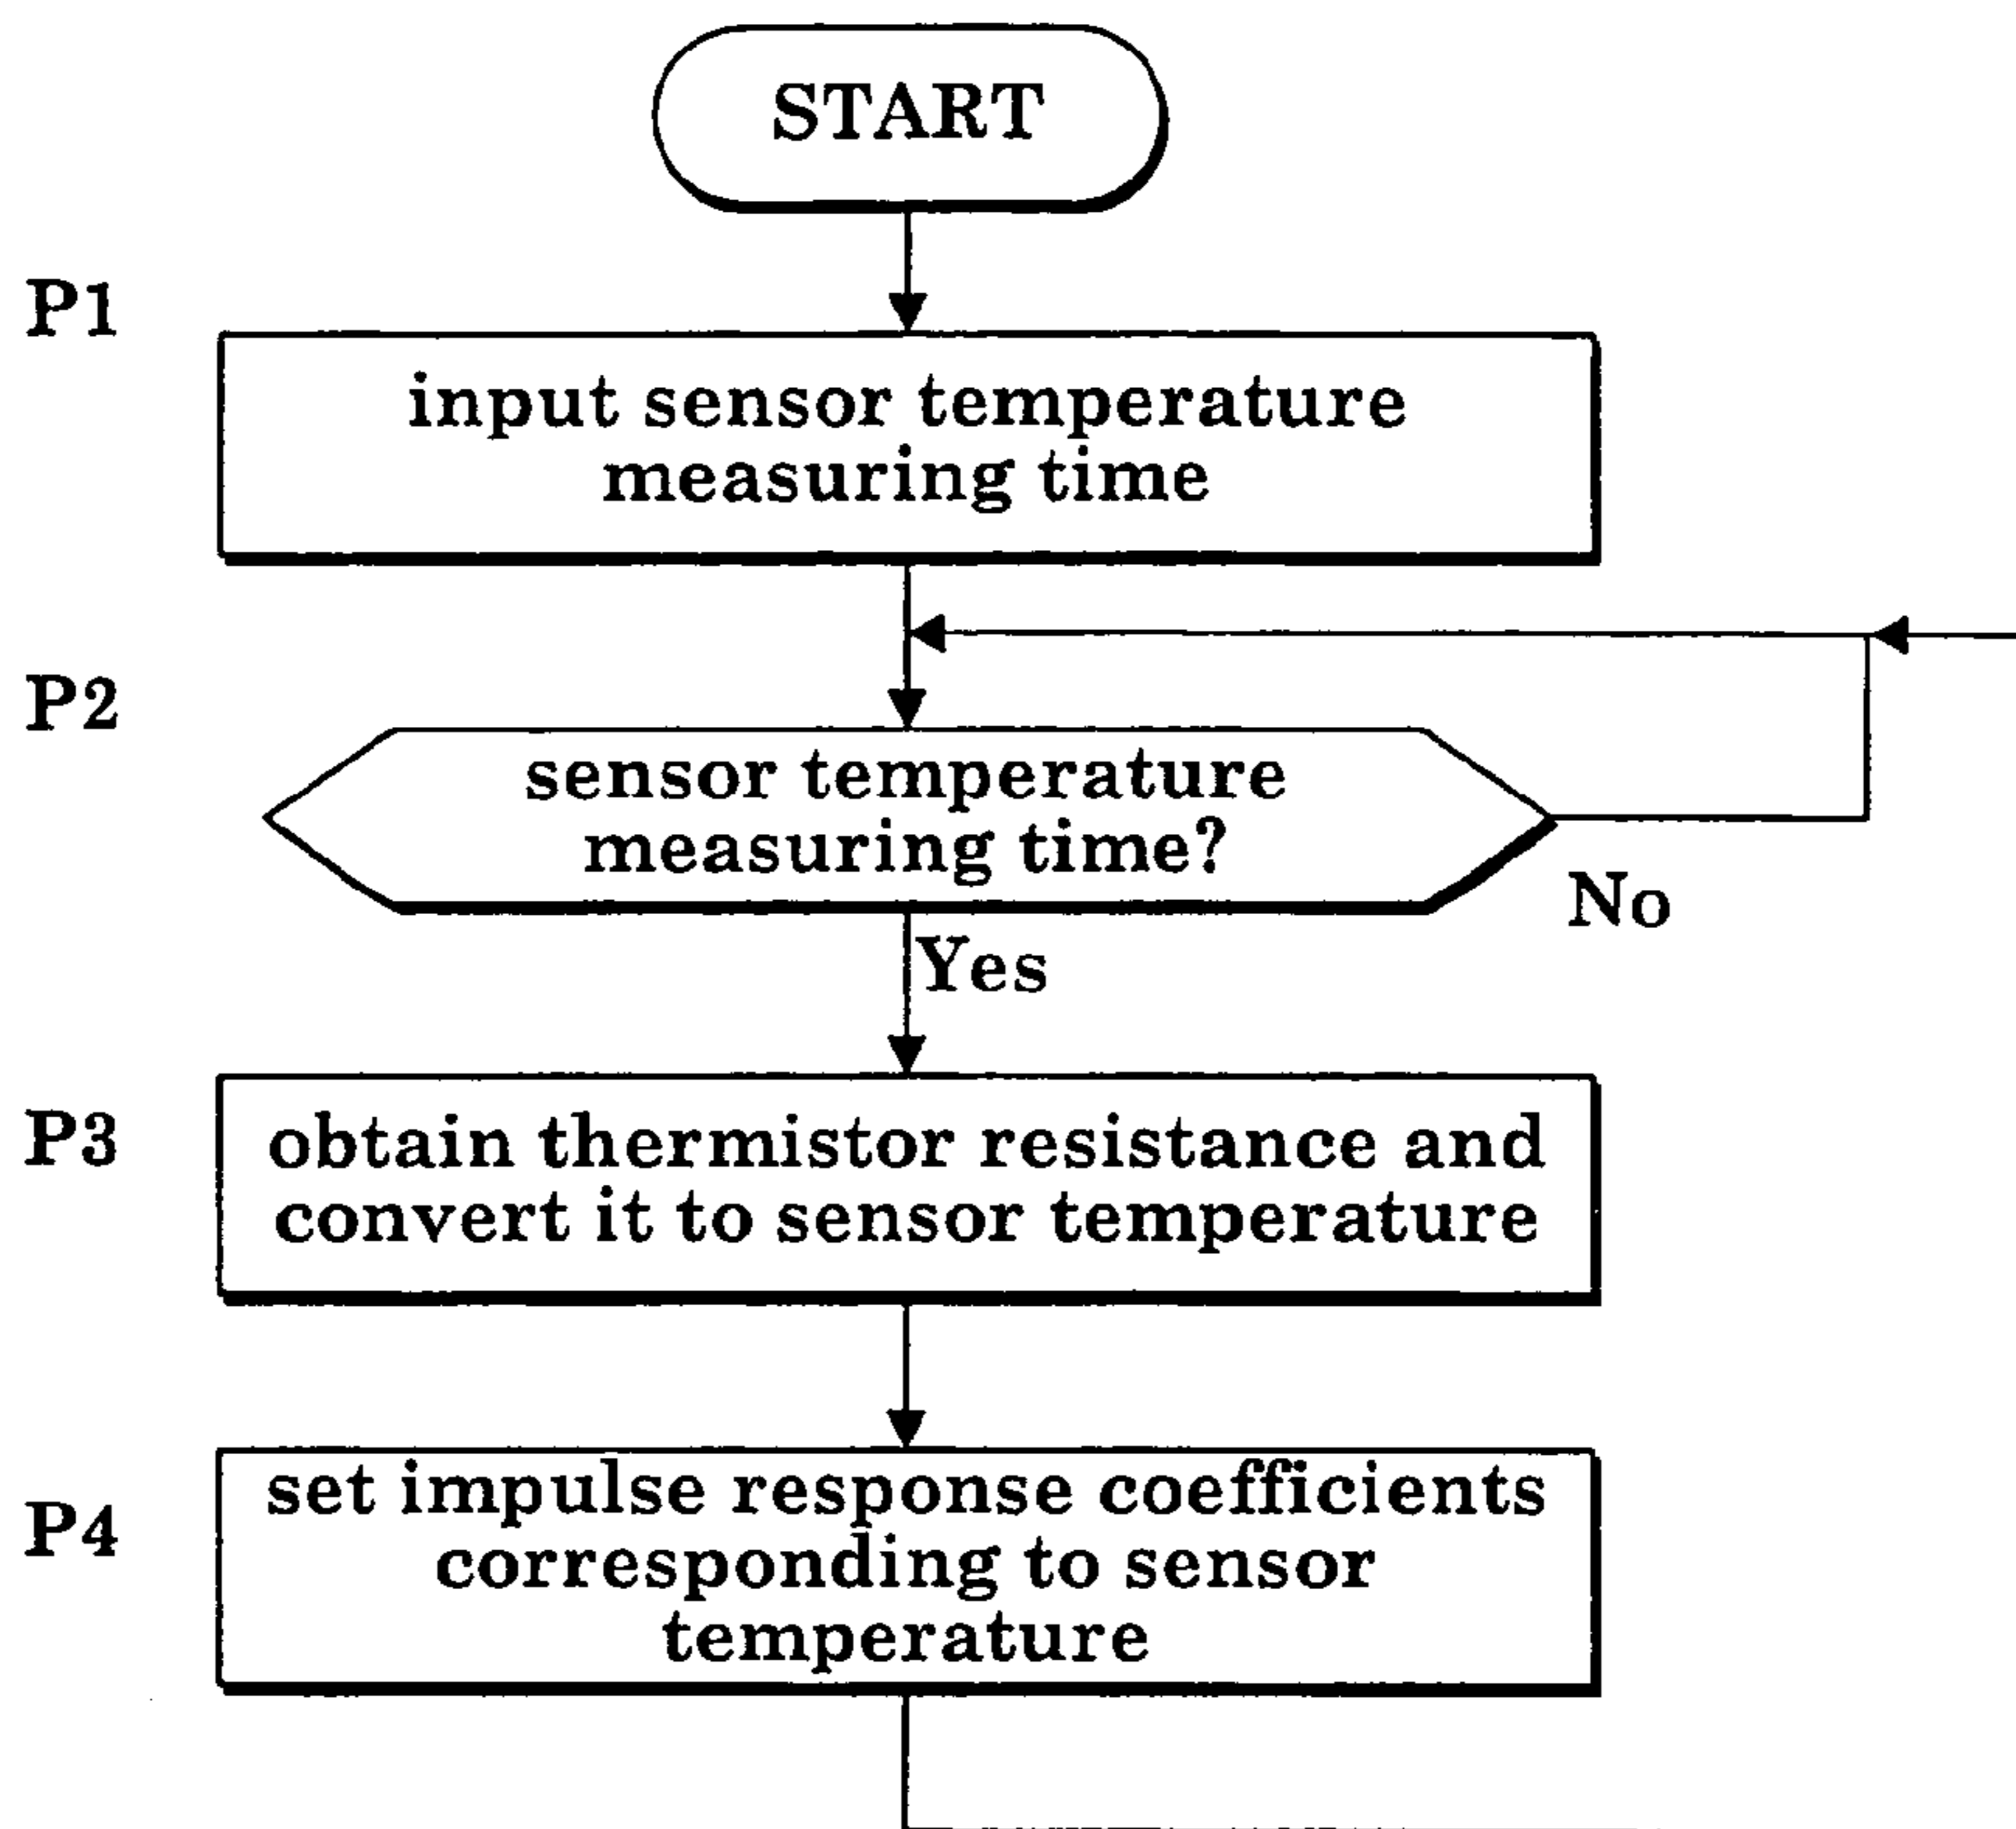 START
P1
input sensor temperature
measuring time
P2
sensor temperature
measuring time?
No
Yes
P3
obtain thermistor resistance and
convert it to sensor temperature
P4
set impulse response coefficients
corresponding to sensor
temperature